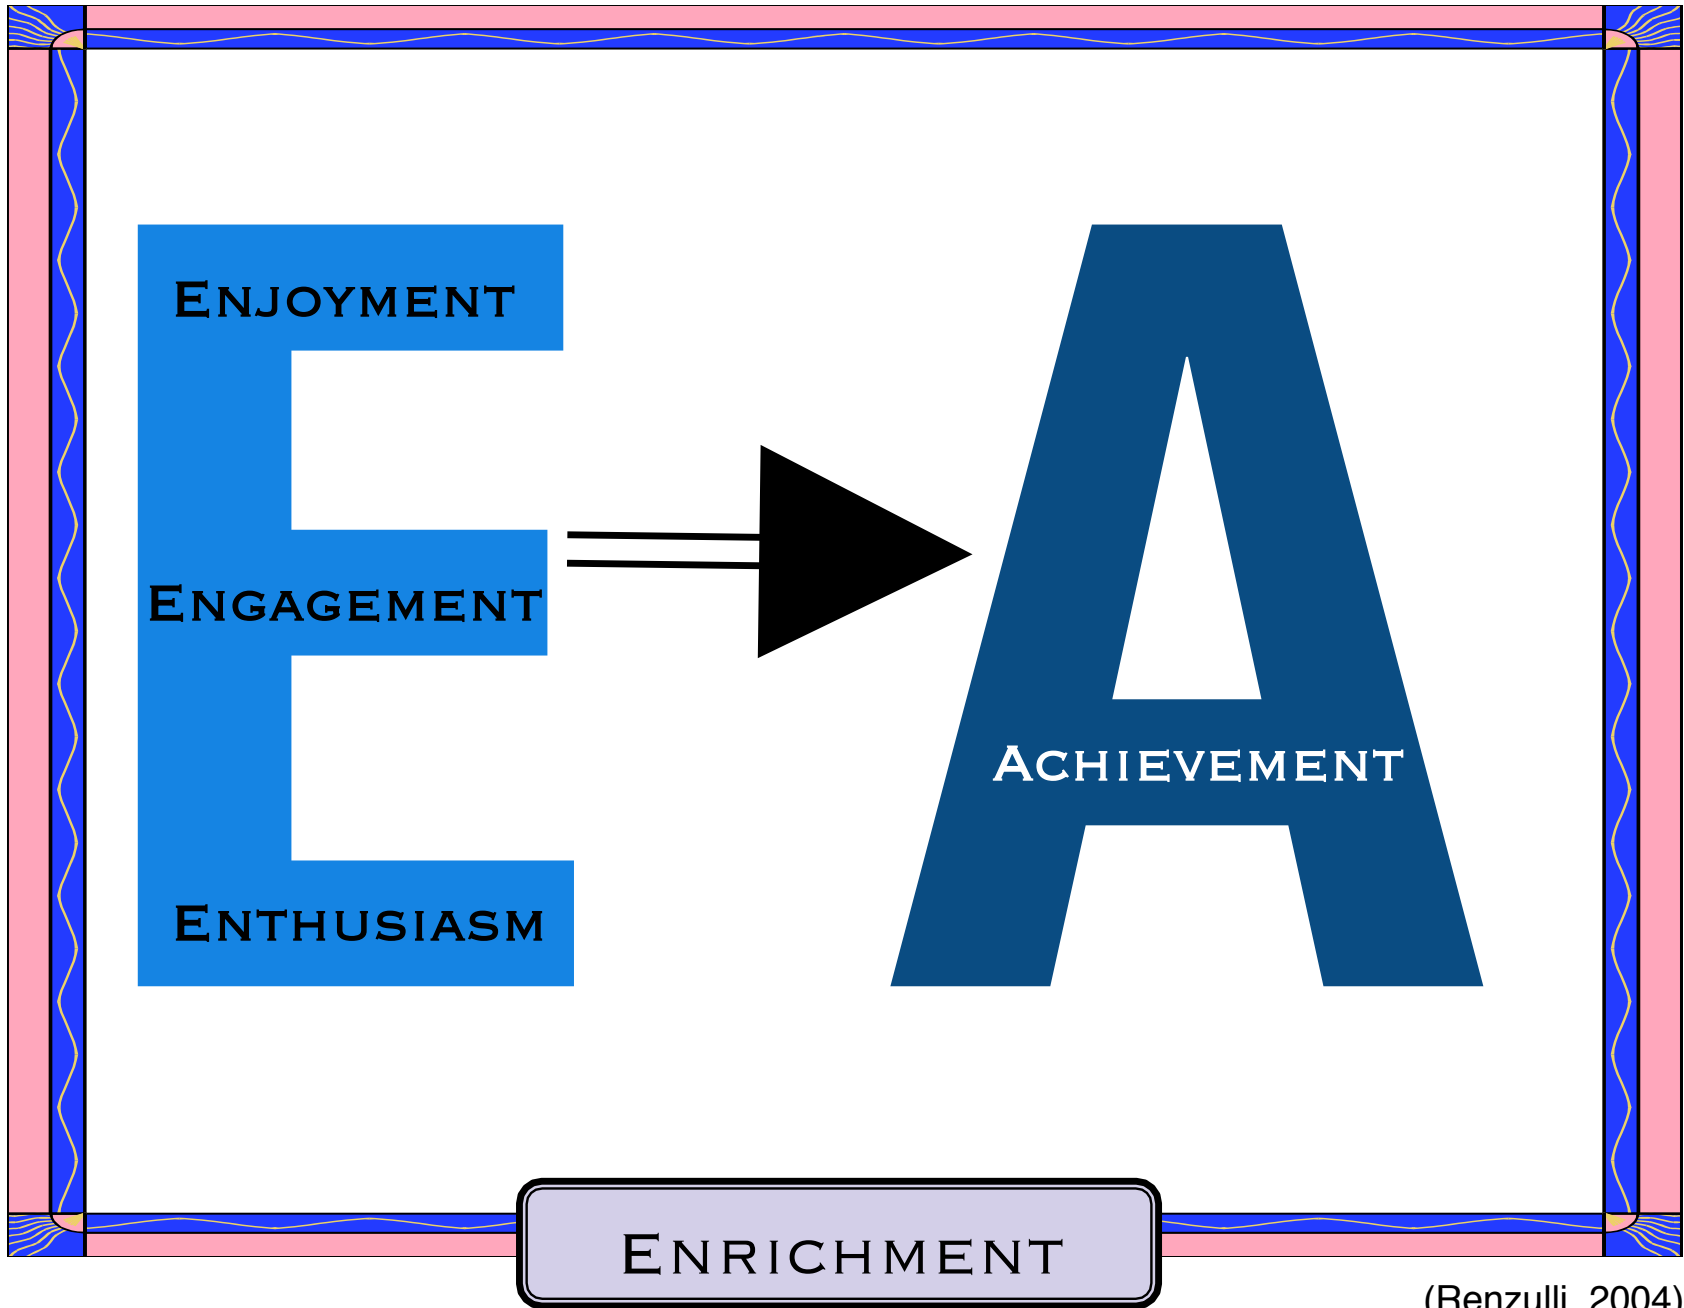 ENJOYMENT
ENGAGEMENT
ENTHUSIASM
ACHIEVEMENT
ENRICHMENT
(Renzulli, 2004)